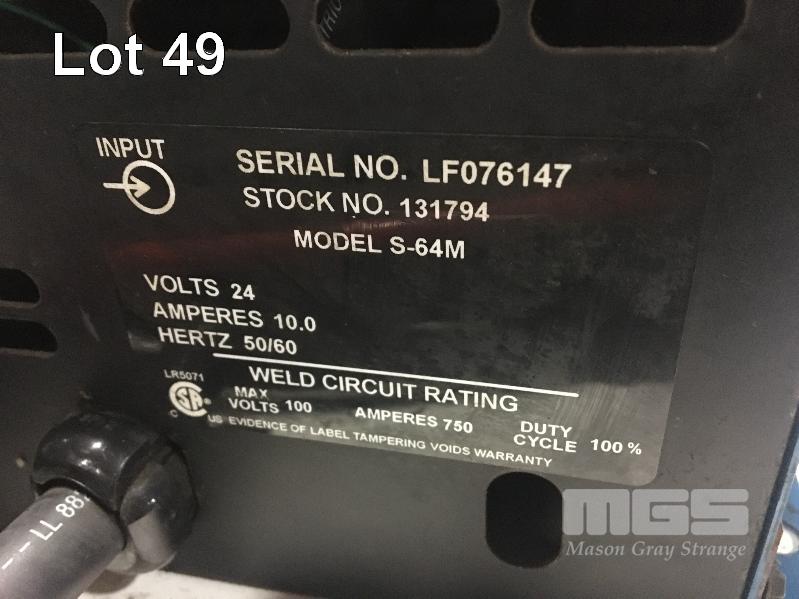 Lot 49
INPUT
SERIAL NO. LF076147
STOCK NO. 131794
MODEL S-64M
VOLTS 24
AMPERES 10.0
HERTZ 50/60
WELD CIRCUIT RATING
LR5071
MAX
VOLTS 100 AMPERES 750 DUTY CYCLE 100 %
C US EVIDENCE OF LABEL TAMPERING VOIDS WARRANTY
LL 88
MGS
Mason Gray Strange